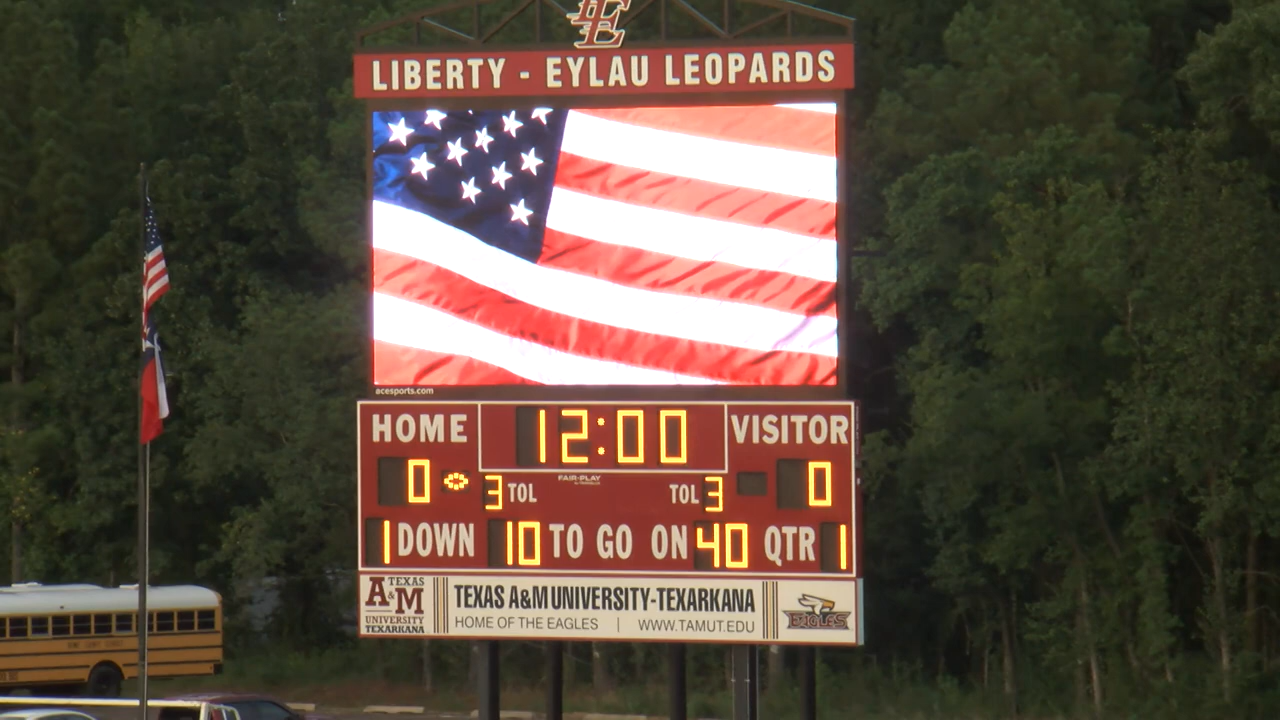 LE
LIBERTY - EYLAU LEOPARDS
acesports.com
HOME 12:00 VISITOR
FAIR-PLAY
0 3 TOL TOL 3 0
1 DOWN 10 TO GO ON 40 QTR 1
TEXAS
A&M
UNIVERSITY
TEXARKANA
TEXAS A&M UNIVERSITY-TEXARKANA
HOME OF THE EAGLES | WWW.TAMUT.EDU
EAGLES